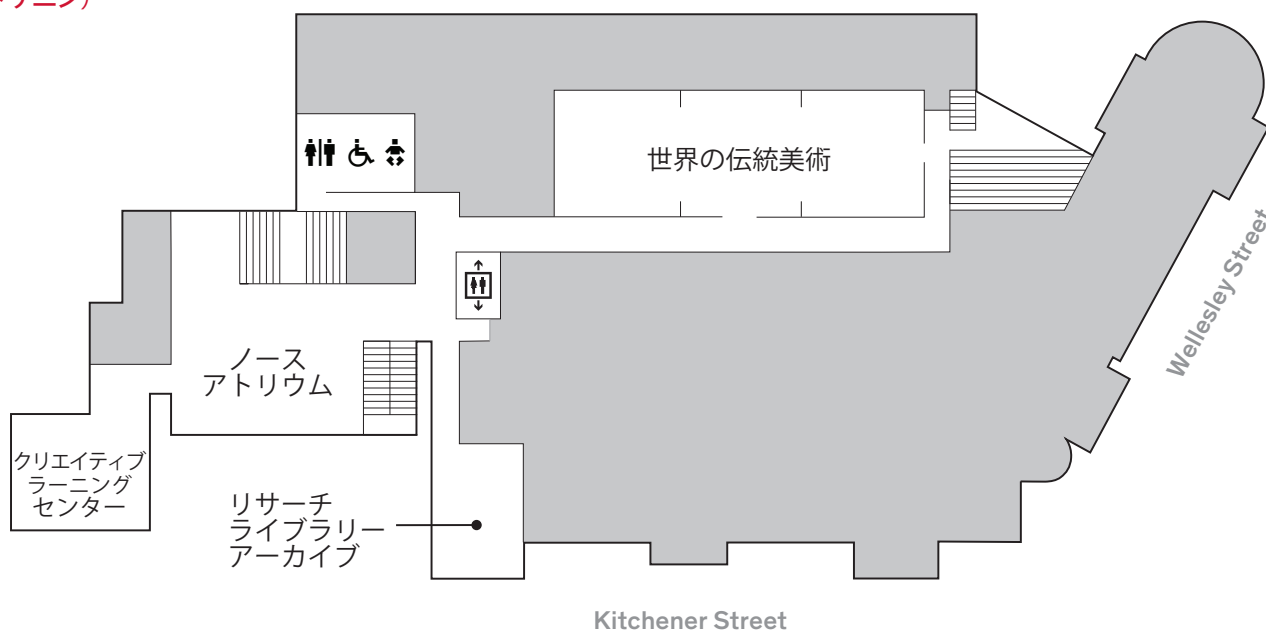 世界の伝統美術
Wellesley Street
ノース
アトリウム
クリエイティブ
ラーニング
センター
リサーチ
ライブラリー
アーカイブ
Kitchener Street